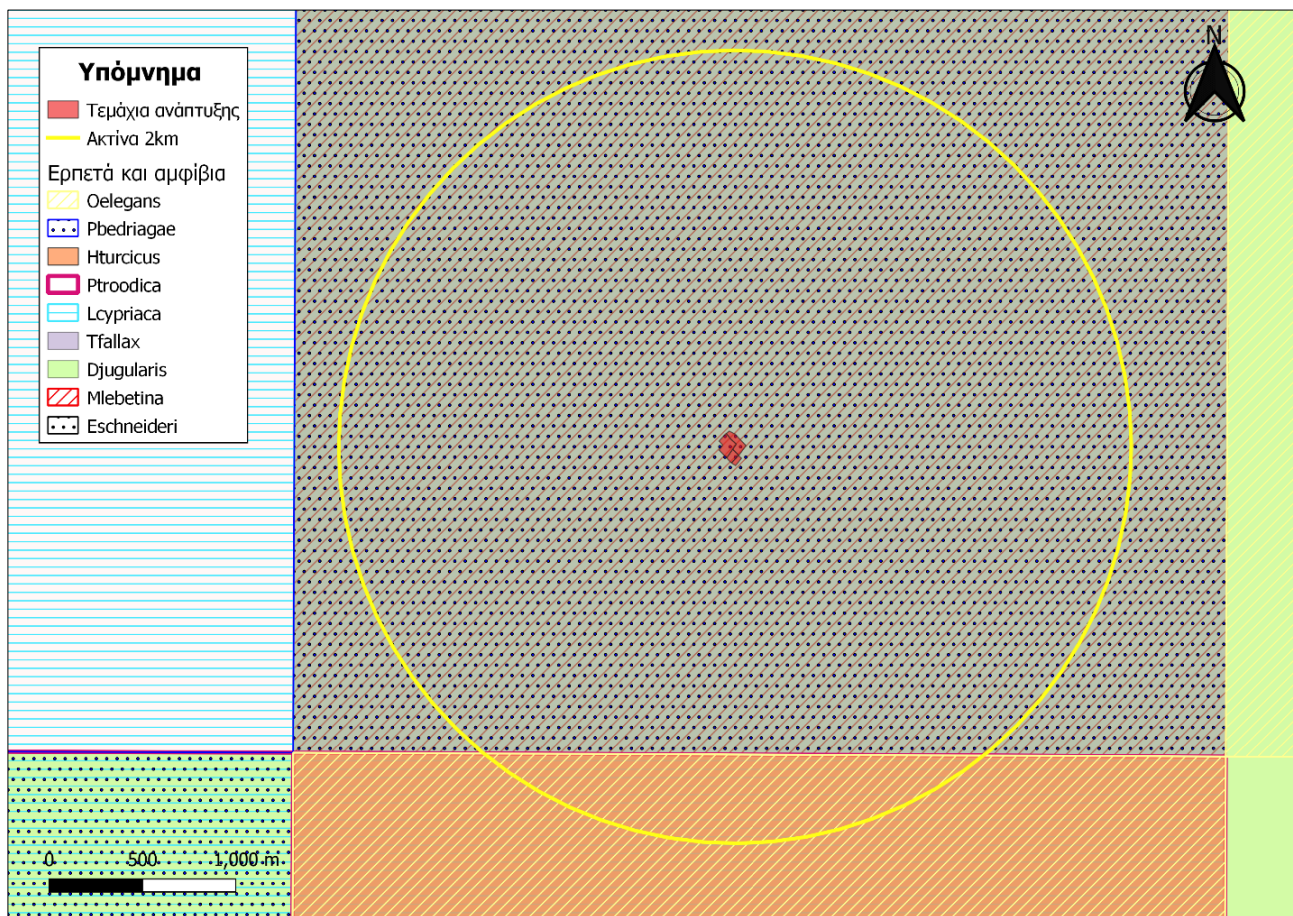 Υπόμνημα
Τεμάχια ανάπτυξης
Ακτίνα 2km
Ερπετά και αμφίβια
Oelegans
Pbedriagae
Hturcicus
Ptroodica
Lcypriaca
Tfallax
Djugularis
Mlebetina
Eschneideri
N
0 500 1,000 m